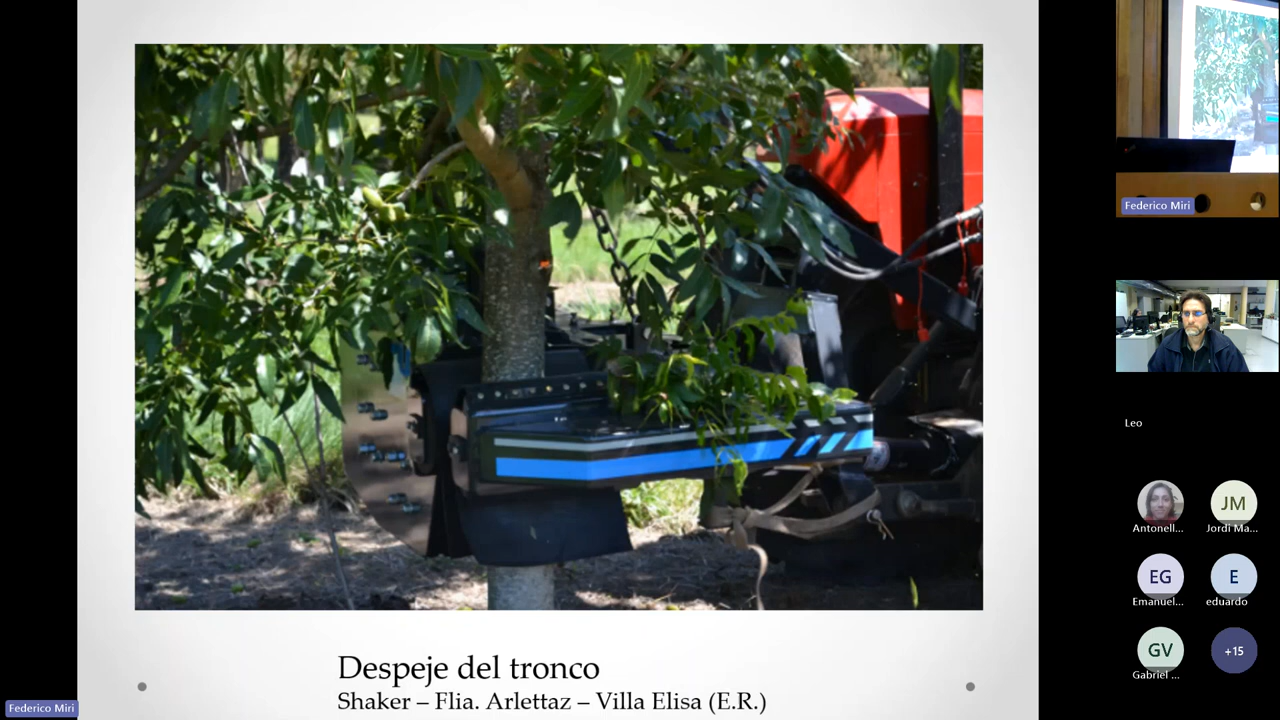 Despeje del tronco
Shaker – Flia. Arlettaz – Villa Elisa (E.R.)
Federico Miri
Federico Miri
Leo
Antonell...
JM
Jordi Ma...
EG
Emanuel...
E
eduardo
GV
Gabriel ...
+15